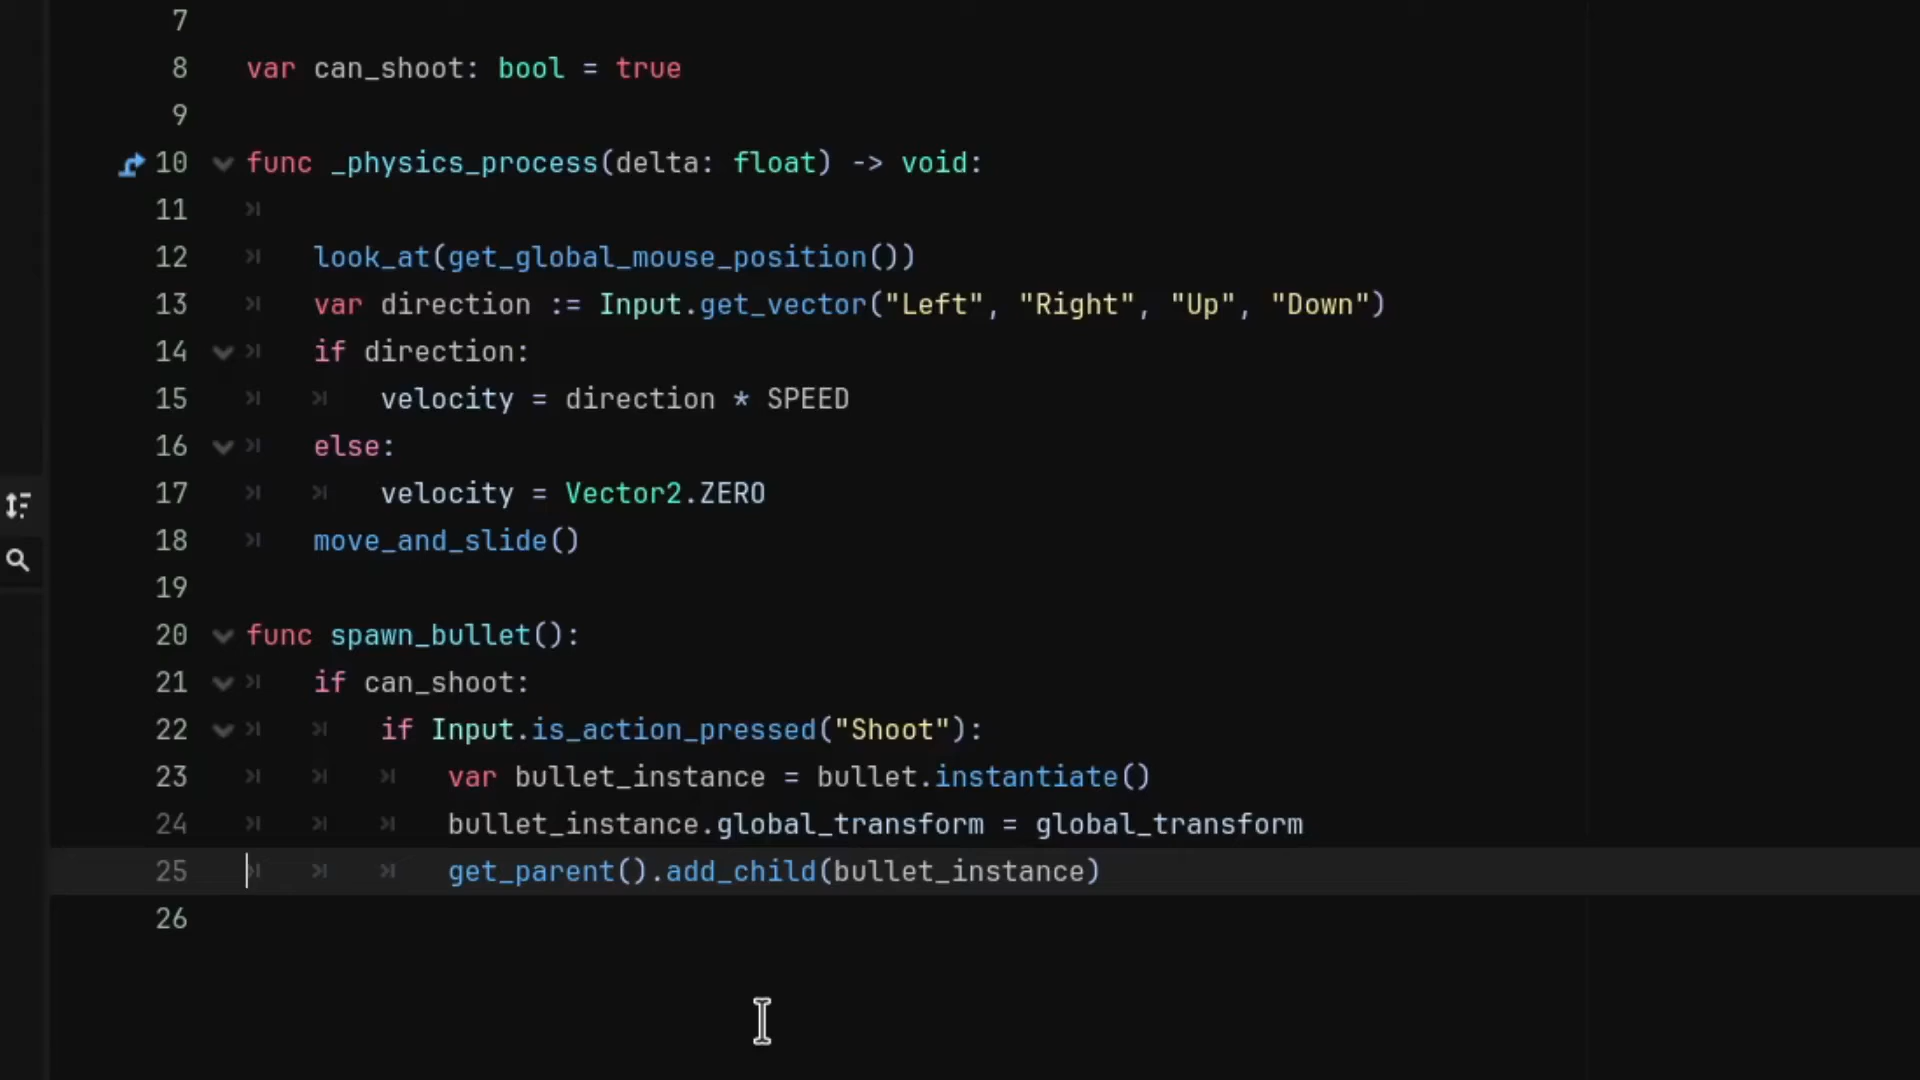 7
8 var can_shoot: bool = true
9
10 func _physics_process(delta: float) -> void:
11
12 look_at(get_global_mouse_position())
13 var direction := Input.get_vector("Left", "Right", "Up", "Down")
14 if direction:
15 velocity = direction * SPEED
16 else:
17 velocity = Vector2.ZERO
18 move_and_slide()
19
20 func spawn_bullet():
21 if can_shoot:
22 if Input.is_action_pressed("Shoot"):
23 var bullet_instance = bullet.instantiate()
24 bullet_instance.global_transform = global_transform
25 get_parent().add_child(bullet_instance)
26